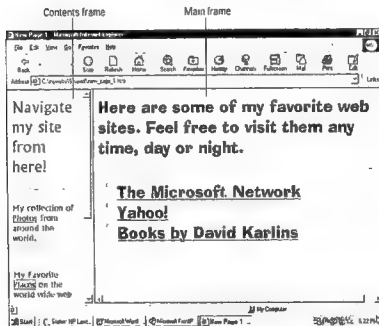 Contents frame
Main frame
New Page 1 - Microsoft Internet Explorer
File Edit View Go Favorites Help
Back Stop Refresh Home Search Favorites History Channels Fullscreen Mail Print Edit
Address
Links
Navigate
my site
from
here!
My collection of
Photos from
around the
world.
My Favorite
Places on the
world wide web
Here are some of my favorite web
sites. Feel free to visit them any
time, day or night.
The Microsoft Network
Yahoo!
Books by David Karlins
My Computer
Start Microsoft Word New Page 1